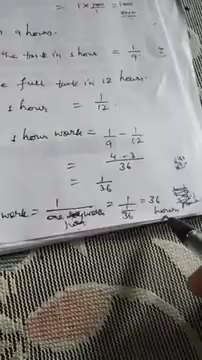 = 1 × 
n 9 hours.
the task in 1 hour = 1/9
e full tank in 12 hours.
1 hour = 1/12
1 hour work = 1/9 - 1/12
= 4-3/36
= 1/36
work = 1/one work hour = 1/1/36 = 36 hours